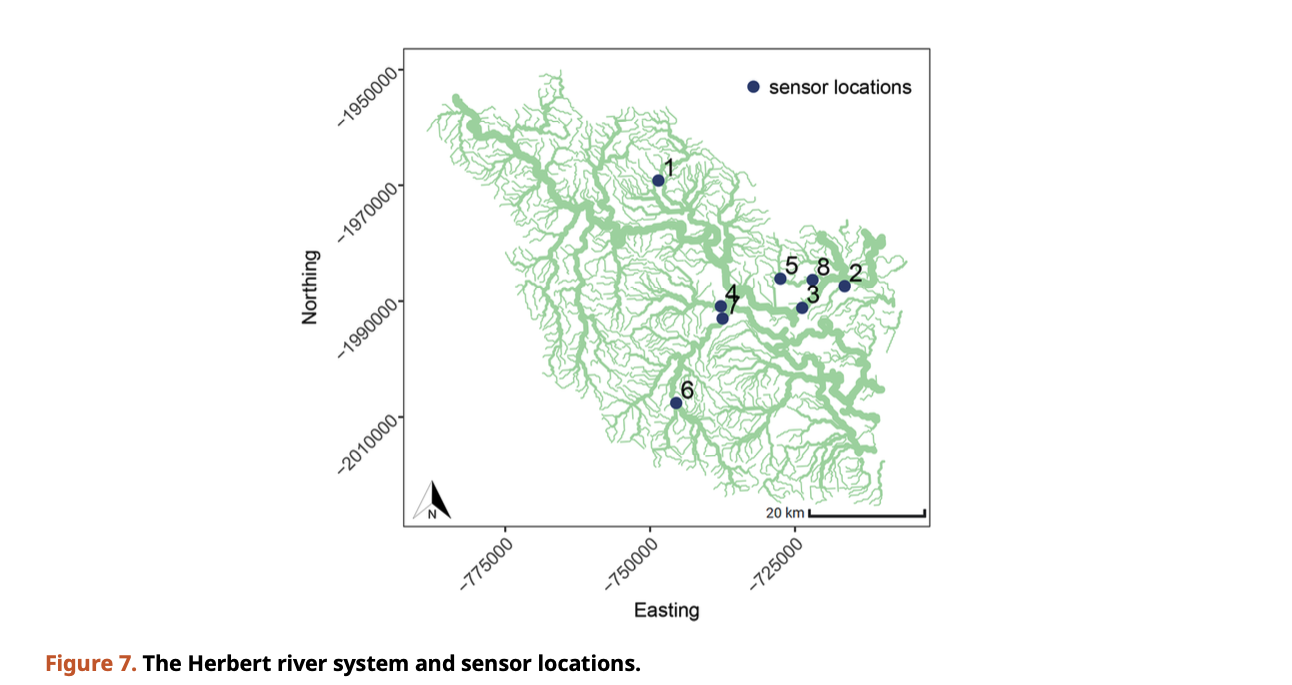 sensor locations
−1950000
−1970000
−1990000
−2010000
Northing
1
5
8
2
3
4
7
6
20 km
N
−775000
−750000
−725000
Easting
Figure 7. The Herbert river system and sensor locations.